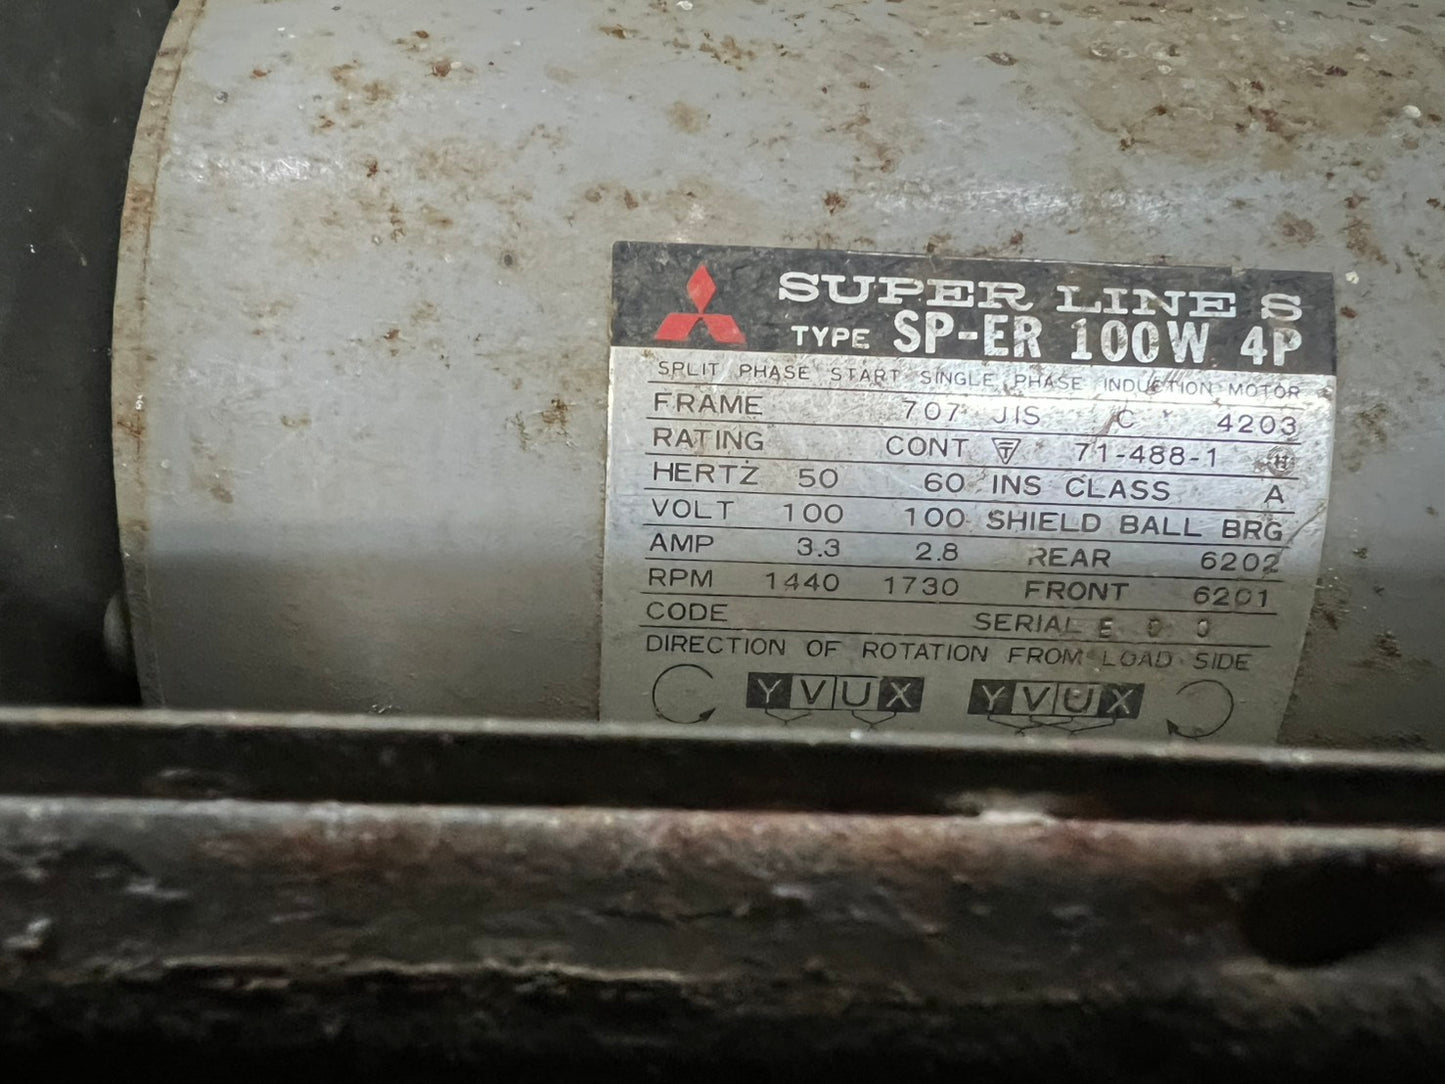 SUPER LINE S
TYPE SP-ER 100W 4P
SPLIT PHASE START SINGLE PHASE INDUCTION MOTOR
FRAME 707 JIS C 4203
RATING CONT 71-488-1
HERTZ 50 60 INS CLASS A
VOLT 100 100 SHIELD BALL BRG
AMP 3.3 2.8 REAR 6202
RPM 1440 1730 FRONT 6201
CODE SERIAL E
DIRECTION OF ROTATION FROM LOAD SIDE
YVUX YVUX